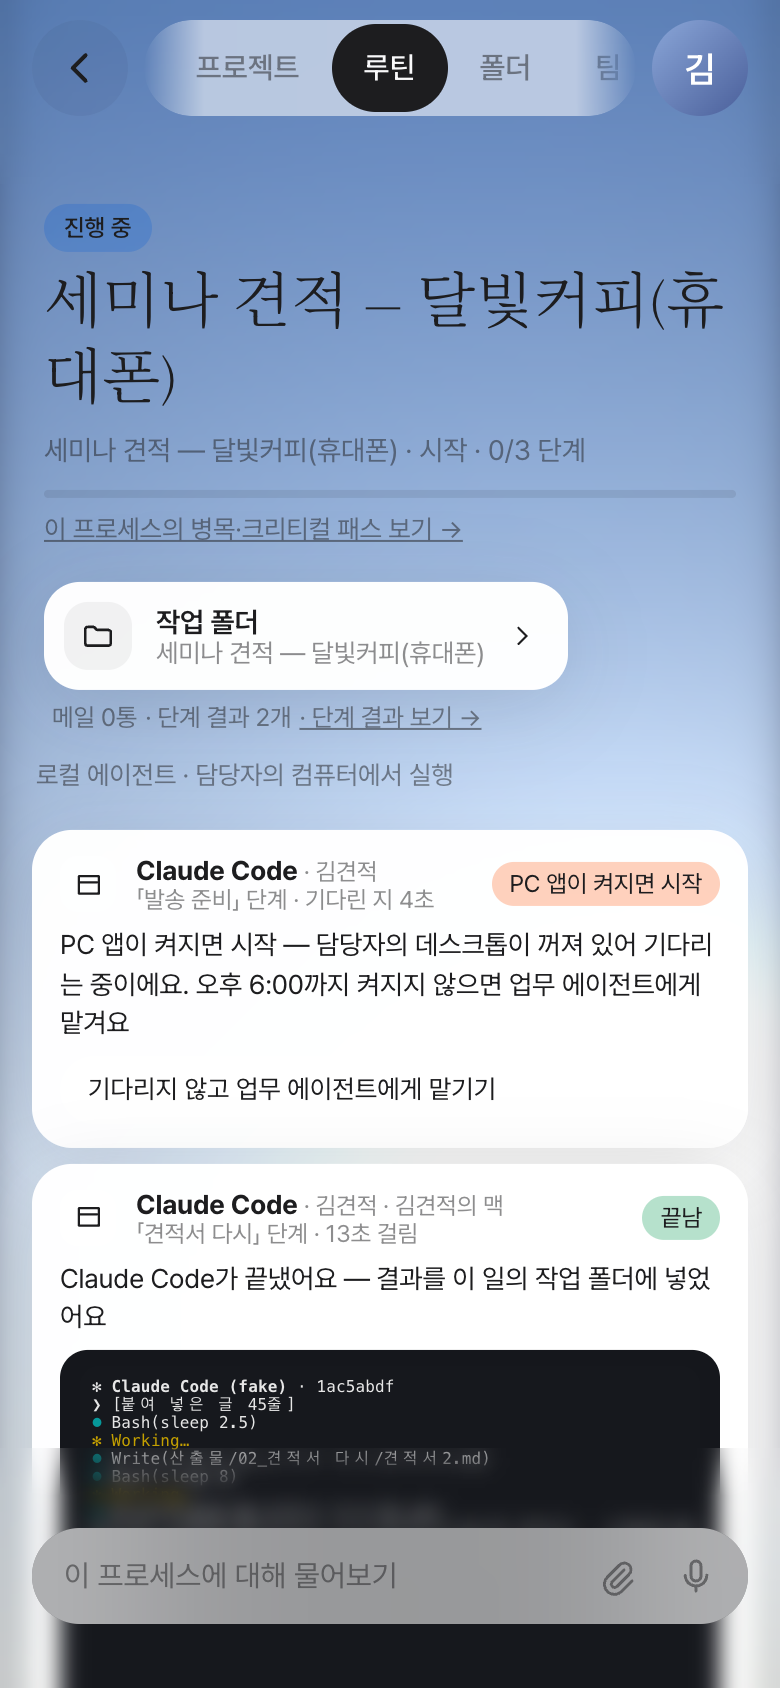 프로젝트 루틴 폴더 팀 김
진행 중
세미나 견적 — 달빛커피(휴
대폰)
세미나 견적 — 달빛커피(휴대폰) · 시작 · 0/3 단계
이 프로세스의 병목·크리티컬 패스 보기 →
작업 폴더
세미나 견적 — 달빛커피(휴대폰)
메일 0통 · 단계 결과 2개 · 단계 결과 보기 →
로컬 에이전트 · 담당자의 컴퓨터에서 실행
Claude Code · 김견적
「발송 준비」 단계 · 기다린 지 4초
PC 앱이 켜지면 시작
PC 앱이 켜지면 시작 — 담당자의 데스크톱이 꺼져 있어 기다리
는 중이에요. 오후 6:00까지 켜지지 않으면 업무 에이전트에게
맡겨요
기다리지 않고 업무 에이전트에게 맡기기
Claude Code · 김견적 · 김견적의 맥
「견적서 다시」 단계 · 13초 걸림
끝남
Claude Code가 끝냈어요 — 결과를 이 일의 작업 폴더에 넣었
어요
✻ Claude Code (fake) · 1ac5abdf
❯ [붙여 넣은 글 45줄]
● Bash(sleep 2.5)
✻ Working…
● Write(산출물/02_견적서 다시/견적서2.md)
● Bash(sleep 8)
이 프로세스에 대해 물어보기